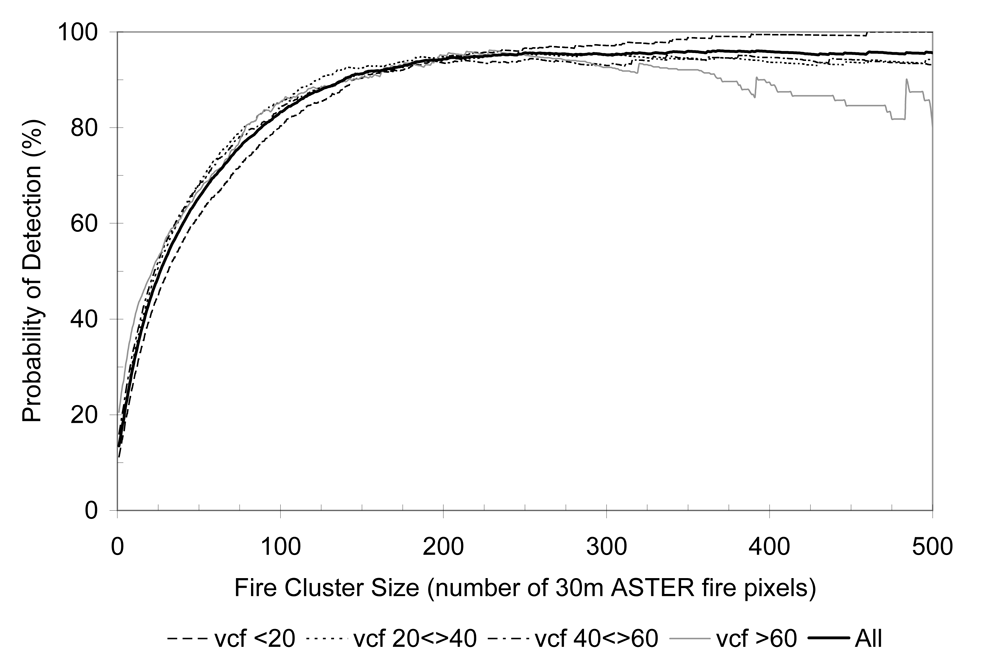 100
80
60
40
20
0
Probability of Detection (%)
0 100 200 300 400 500
Fire Cluster Size (number of 30m ASTER fire pixels)
vcf <20 vcf 20<>40 vcf 40<>60 vcf >60 All